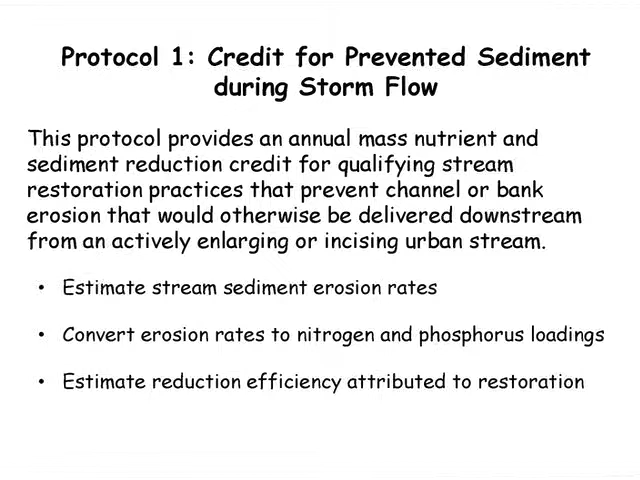 Protocol 1: Credit for Prevented Sediment
during Storm Flow
This protocol provides an annual mass nutrient and
sediment reduction credit for qualifying stream
restoration practices that prevent channel or bank
erosion that would otherwise be delivered downstream
from an actively enlarging or incising urban stream.
• Estimate stream sediment erosion rates
• Convert erosion rates to nitrogen and phosphorus loadings
• Estimate reduction efficiency attributed to restoration